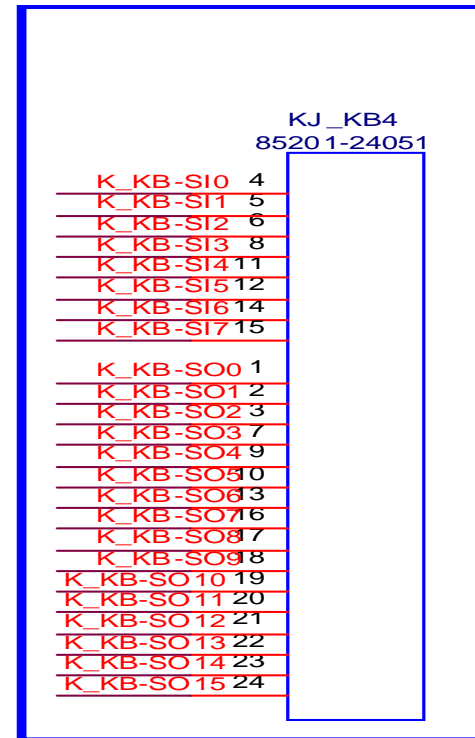 KJ_KB4
85201-24051
K_KB-SI0 4
K_KB-SI1 5
K_KB-SI2 6
K_KB-SI3 8
K_KB-SI4 11
K_KB-SI5 12
K_KB-SI6 14
K_KB-SI7 15
K_KB-SO0 1
K_KB-SO1 2
K_KB-SO2 3
K_KB-SO3 7
K_KB-SO4 9
K_KB-SO5 10
K_KB-SO6 13
K_KB-SO7 16
K_KB-SO8 17
K_KB-SO9 18
K_KB-SO10 19
K_KB-SO11 20
K_KB-SO12 21
K_KB-SO13 22
K_KB-SO14 23
K_KB-SO15 24